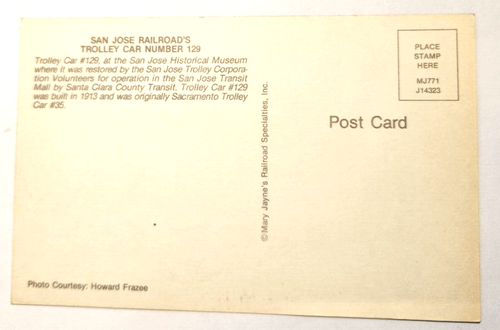 SAN JOSE RAILROAD'S
TROLLEY CAR NUMBER 129
Trolley Car #129, at the San Jose Historical Museum
where it was restored by the San Jose Trolley Corpora-
tion Volunteers for operation in the San Jose Transit
Mall by Santa Clara County Transit. Trolley Car #129
was built in 1913 and was originally Sacramento Trolley
Car #35.
Photo Courtesy: Howard Frazee
©Mary Jayne's Railroad Specialties, Inc.
PLACE
STAMP
HERE
MJ771
J14323
Post Card